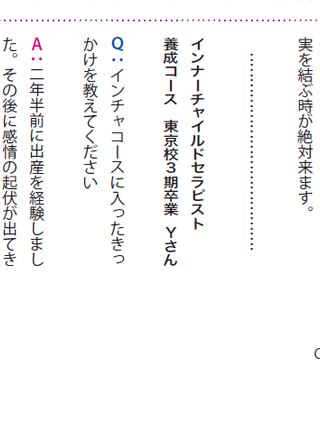 実を結ぶ時が絶対来ます。
インナーチャイルドセラピスト
養成コース　東京校３期卒業　Ｙさん
Q：インチャコースに入ったきっ
かけを教えてください
A：二年半前に出産を経験しまし
た。その後に感情の起伏が出てき